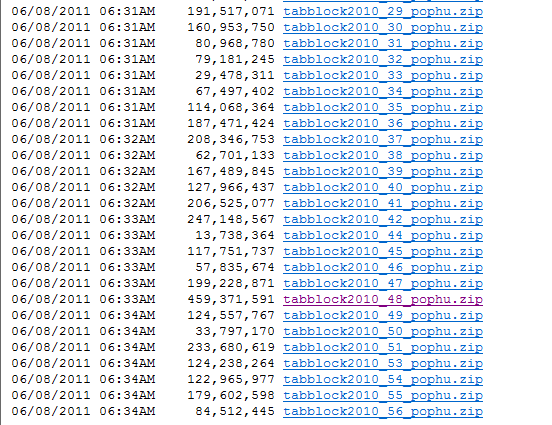 06/08/2011 06:31AM 191,517,071 tabblock2010_29_pophu.zip
06/08/2011 06:31AM 160,953,750 tabblock2010_30_pophu.zip
06/08/2011 06:31AM 80,968,780 tabblock2010_31_pophu.zip
06/08/2011 06:31AM 79,181,245 tabblock2010_32_pophu.zip
06/08/2011 06:31AM 29,478,311 tabblock2010_33_pophu.zip
06/08/2011 06:31AM 67,497,402 tabblock2010_34_pophu.zip
06/08/2011 06:31AM 114,068,364 tabblock2010_35_pophu.zip
06/08/2011 06:31AM 187,471,424 tabblock2010_36_pophu.zip
06/08/2011 06:32AM 208,346,753 tabblock2010_37_pophu.zip
06/08/2011 06:32AM 62,701,133 tabblock2010_38_pophu.zip
06/08/2011 06:32AM 167,489,845 tabblock2010_39_pophu.zip
06/08/2011 06:32AM 127,966,437 tabblock2010_40_pophu.zip
06/08/2011 06:32AM 206,525,077 tabblock2010_41_pophu.zip
06/08/2011 06:33AM 247,148,567 tabblock2010_42_pophu.zip
06/08/2011 06:33AM 13,738,364 tabblock2010_44_pophu.zip
06/08/2011 06:33AM 117,751,737 tabblock2010_45_pophu.zip
06/08/2011 06:33AM 57,835,674 tabblock2010_46_pophu.zip
06/08/2011 06:33AM 199,228,871 tabblock2010_47_pophu.zip
06/08/2011 06:33AM 459,371,591 tabblock2010_48_pophu.zip
06/08/2011 06:34AM 124,557,767 tabblock2010_49_pophu.zip
06/08/2011 06:34AM 33,797,170 tabblock2010_50_pophu.zip
06/08/2011 06:34AM 233,680,619 tabblock2010_51_pophu.zip
06/08/2011 06:34AM 124,238,264 tabblock2010_53_pophu.zip
06/08/2011 06:34AM 122,965,977 tabblock2010_54_pophu.zip
06/08/2011 06:34AM 179,602,598 tabblock2010_55_pophu.zip
06/08/2011 06:34AM 84,512,445 tabblock2010_56_pophu.zip